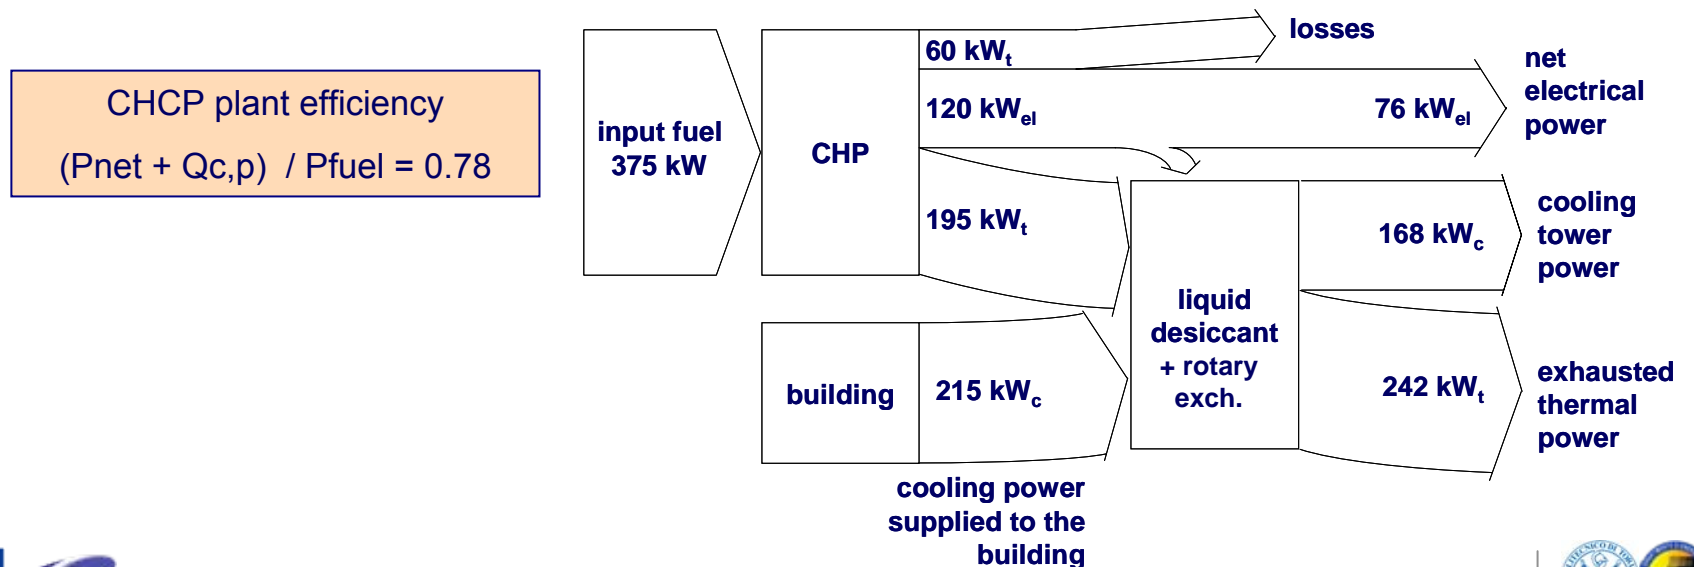 CHCP plant efficiency
(Pnet + Qc,p) / Pfuel = 0.78
input fuel
375 kW
CHP
60 kWt
losses
120 kWel
76 kWel
net
electrical
power
195 kWt
168 kWc
cooling
tower
power
liquid
desiccant
+ rotary
exch.
building
215 kWc
242 kWt
exhausted
thermal
power
cooling power
supplied to the
building